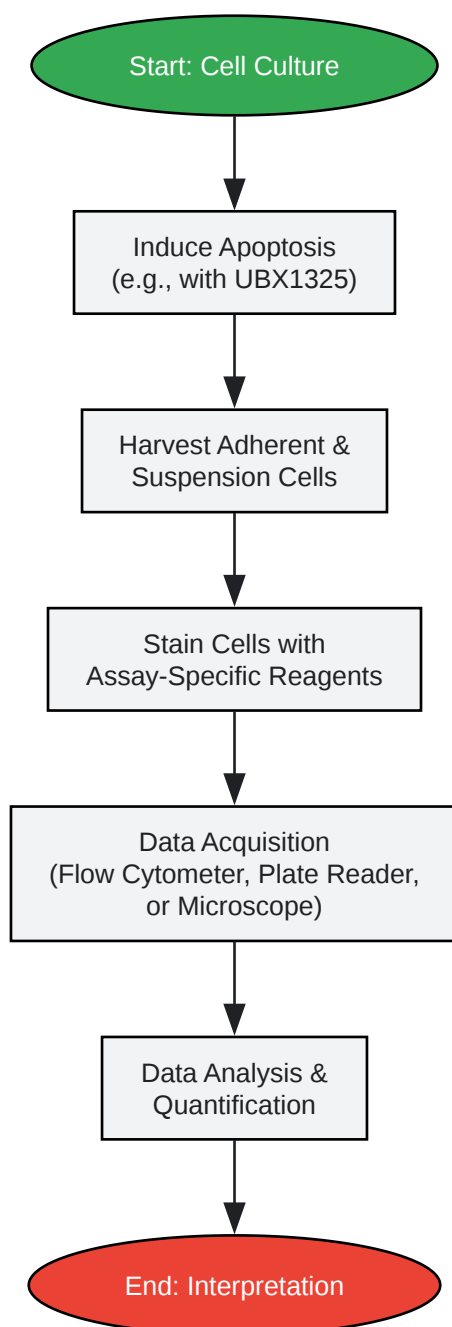 Start: Cell Culture
Induce Apoptosis
(e.g., with UBX1325)
Harvest Adherent &
Suspension Cells
Stain Cells with
Assay-Specific Reagents
Data Acquisition
(Flow Cytometer, Plate Reader,
or Microscope)
Data Analysis &
Quantification
End: Interpretation